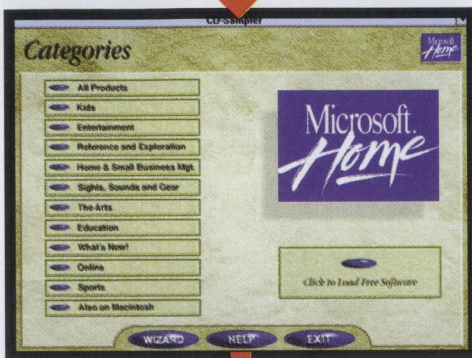 CD-Sampler
Categories
Microsoft
Home
All Products
Kids
Entertainment
Reference and Exploration
Home & Small Business Mgt
Sights, Sounds and Gear
The Arts
Education
What's New!
Online
Sports
Also on Macintosh
Microsoft.
Home
Click to Load Free Software
WIZARD HELP EXIT